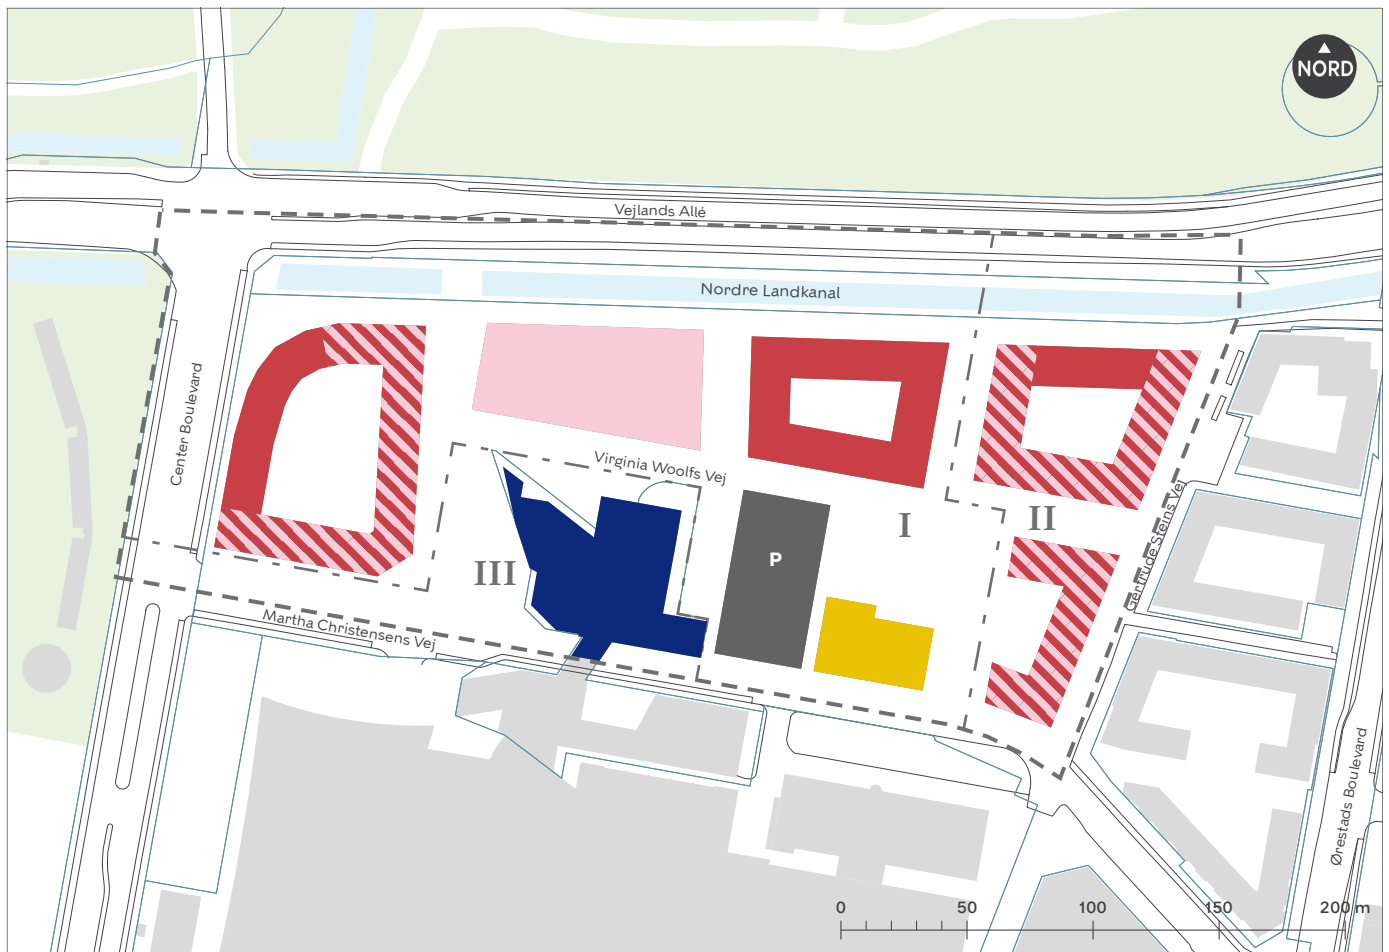 NORD
Vejlands Allé
Nordre Landkanal
Center Boulevard
Virginia Woolfs Vej
I
II
III
P
Gertrude Steins Vej
Martha Christensens Vej
Ørestads Boulevard
0 50 100 150 200 m